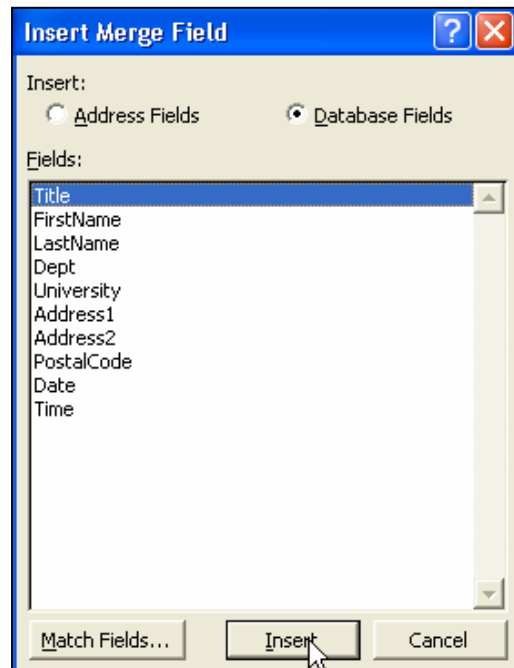 Insert Merge Field
Insert:
Address Fields Database Fields
Fields:
Title
FirstName
LastName
Dept
University
Address1
Address2
PostalCode
Date
Time
Match Fields... Insert Cancel